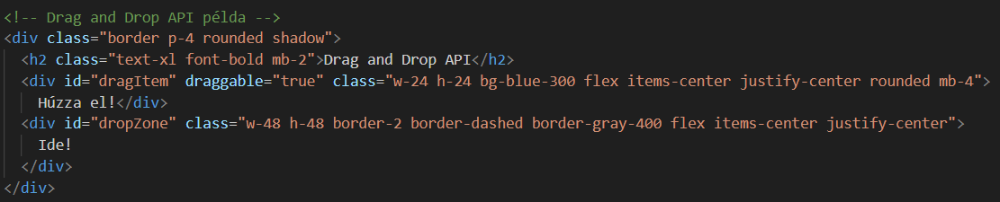 <!-- Drag and Drop API példa -->
<div class="border p-4 rounded shadow">
<h2 class="text-xl font-bold mb-2">Drag and Drop API</h2>
<div id="dragItem" draggable="true" class="w-24 h-24 bg-blue-300 flex items-center justify-center rounded mb-4">
Húzza el!</div>
<div id="dropZone" class="w-48 h-48 border-2 border-dashed border-gray-400 flex items-center justify-center">
Ide!
</div>
</div>